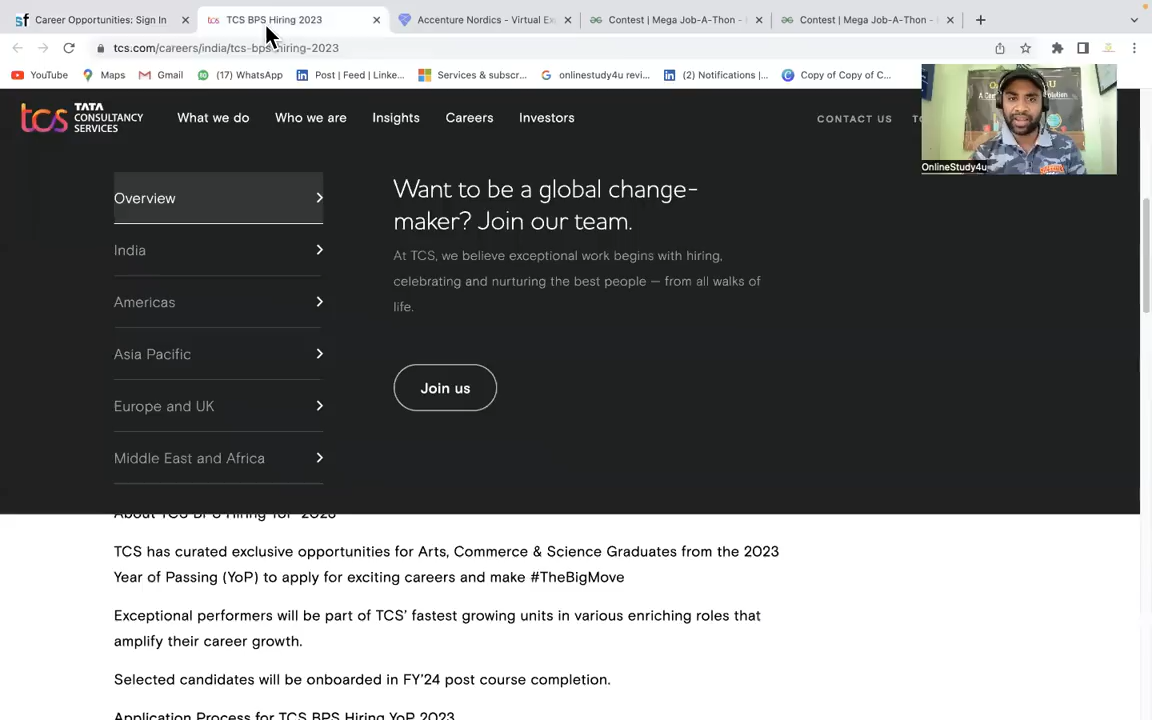 Career Opportunities: Sign In
TCS BPS Hiring 2023
Accenture Nordics - Virtual Ex
Contest | Mega Job-A-Thon -
Contest | Mega Job-A-Thon -
tcs.com/careers/india/tcs-bps-hiring-2023
YouTube
Maps
Gmail
(17) WhatsApp
Post | Feed | Linke...
Services & subscr...
onlinestudy4u revi...
(2) Notifications |...
Copy of Copy of C...
tcs TATA CONSULTANCY SERVICES
What we do
Who we are
Insights
Careers
Investors
CONTACT US
OnlineStudy4u
Overview
India
Americas
Asia Pacific
Europe and UK
Middle East and Africa
Want to be a global change-
maker? Join our team.
At TCS, we believe exceptional work begins with hiring,
celebrating and nurturing the best people — from all walks of
life.
Join us
About TCS BPS Hiring YoP 2023
TCS has curated exclusive opportunities for Arts, Commerce & Science Graduates from the 2023
Year of Passing (YoP) to apply for exciting careers and make #TheBigMove
Exceptional performers will be part of TCS' fastest growing units in various enriching roles that
amplify their career growth.
Selected candidates will be onboarded in FY'24 post course completion.
Application Process for TCS BPS Hiring YoP 2023